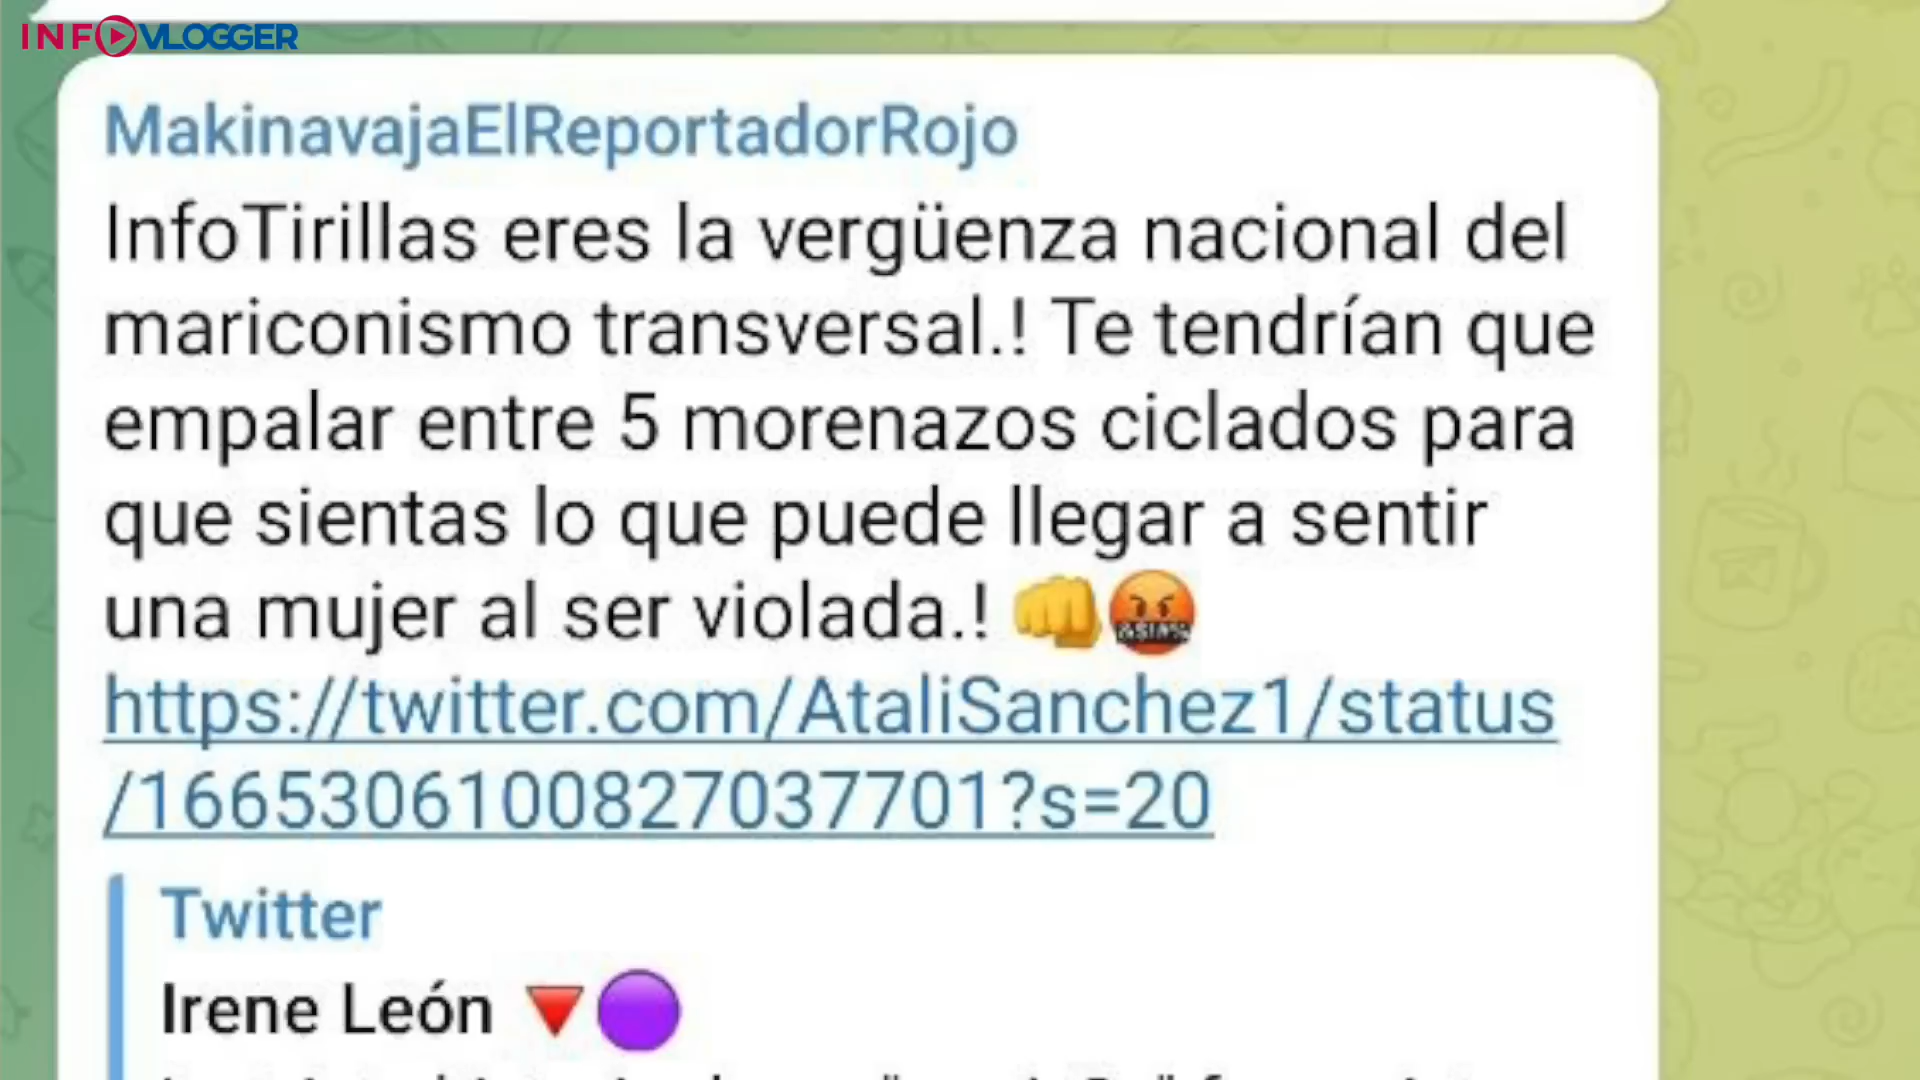 INFOVLOGGER
MakinavajaElReportadorRojo
InfoTirillas eres la vergüenza nacional del
mariconismo transversal.! Te tendrían que
empalar entre 5 morenazos ciclados para
que sientas lo que puede llegar a sentir
una mujer al ser violada.! 👊🤬
https://twitter.com/AtaliSanchez1/status
/1665306100827037701?s=20
Twitter
Irene León 🔻🟣